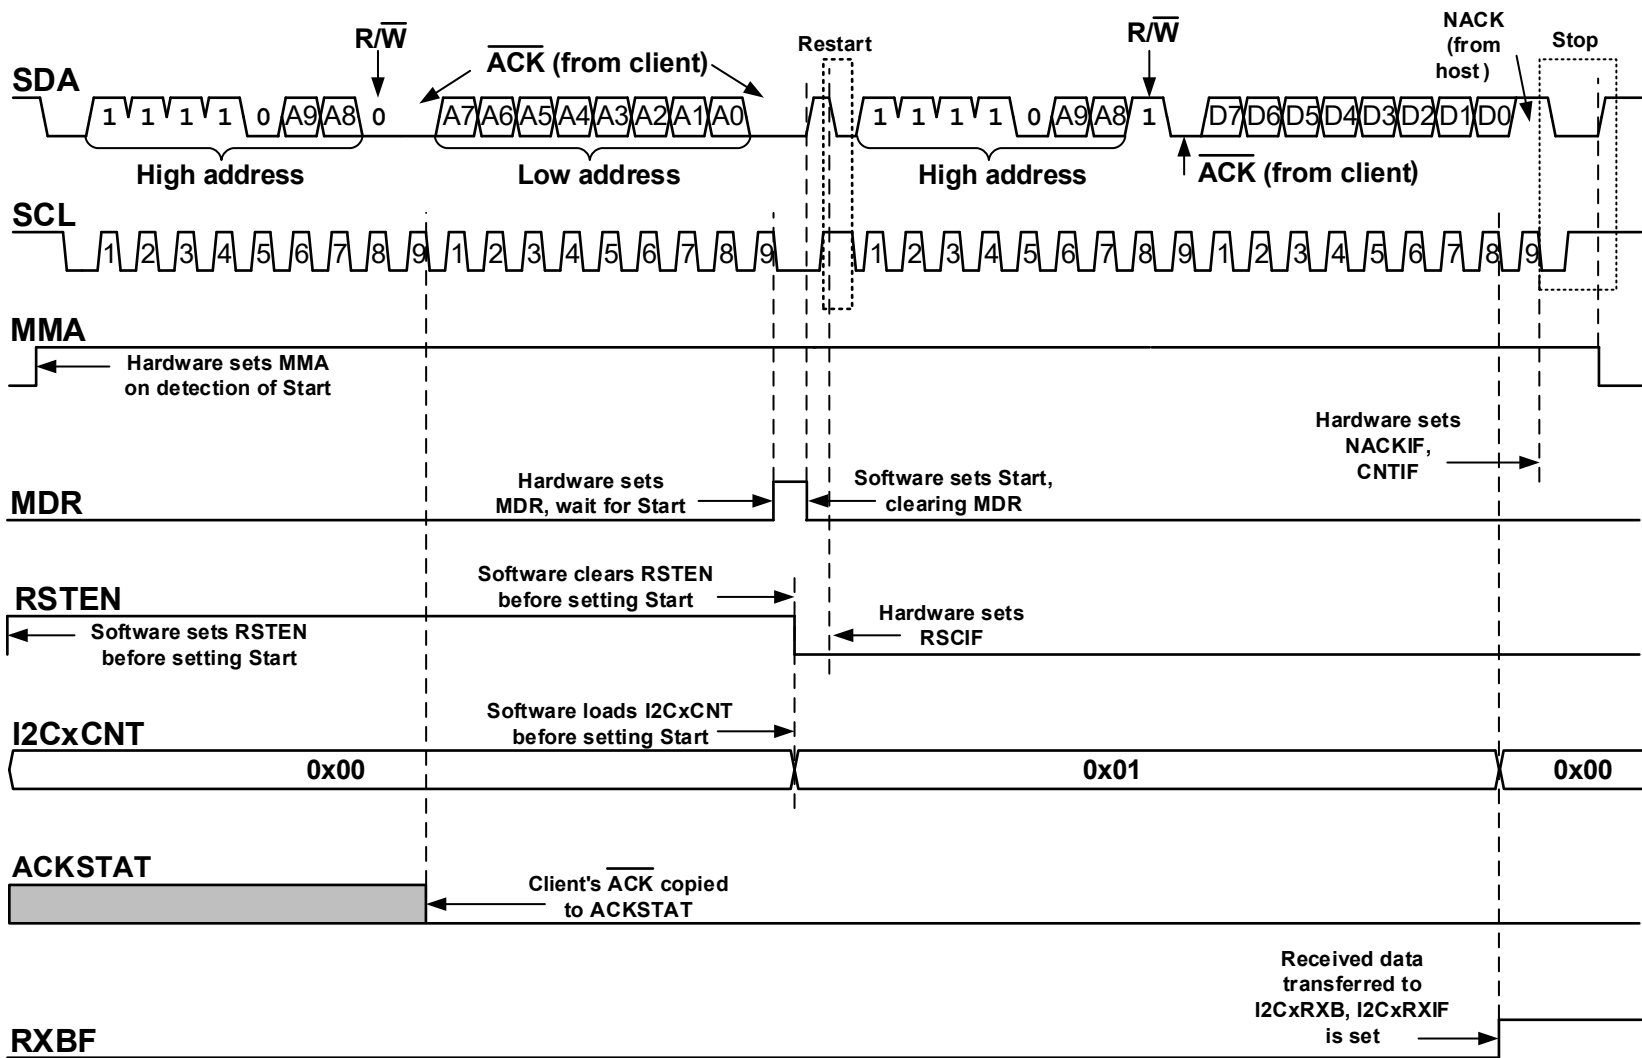 R/W
ACK (from client)
Restart
R/W
NACK
(from
host )
Stop
SDA
1 1 1 1 0 A9 A8 0 A7 A6 A5 A4 A3 A2 A1 A0 1 1 1 1 0 A9 A8 1 D7 D6 D5 D4 D3 D2 D1 D0
High address
Low address
High address
ACK (from client)
SCL
1 2 3 4 5 6 7 8 9 1 2 3 4 5 6 7 8 9 1 2 3 4 5 6 7 8 9 1 2 3 4 5 6 7 8 9
MMA
Hardware sets MMA
on detection of Start
Hardware sets
NACKIF,
CNTIF
MDR
Hardware sets
MDR, wait for Start
Software sets Start,
clearing MDR
RSTEN
Software sets RSTEN
before setting Start
Software clears RSTEN
before setting Start
Hardware sets
RSCIF
I2CxCNT
Software loads I2CxCNT
before setting Start
0x00 0x01 0x00
ACKSTAT
Client's ACK copied
to ACKSTAT
RXBF
Received data
transferred to
I2CxRXB, I2CxRXIF
is set